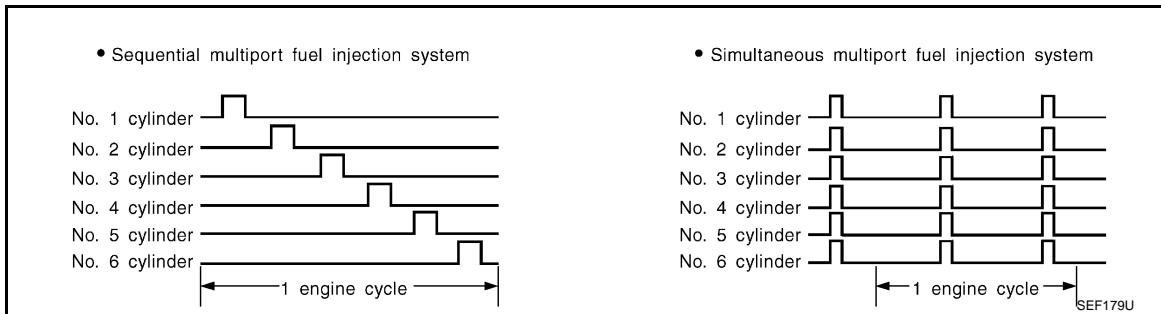 • Sequential multiport fuel injection system
No. 1 cylinder
No. 2 cylinder
No. 3 cylinder
No. 4 cylinder
No. 5 cylinder
No. 6 cylinder
1 engine cycle
• Simultaneous multiport fuel injection system
No. 1 cylinder
No. 2 cylinder
No. 3 cylinder
No. 4 cylinder
No. 5 cylinder
No. 6 cylinder
1 engine cycle
SEF179U